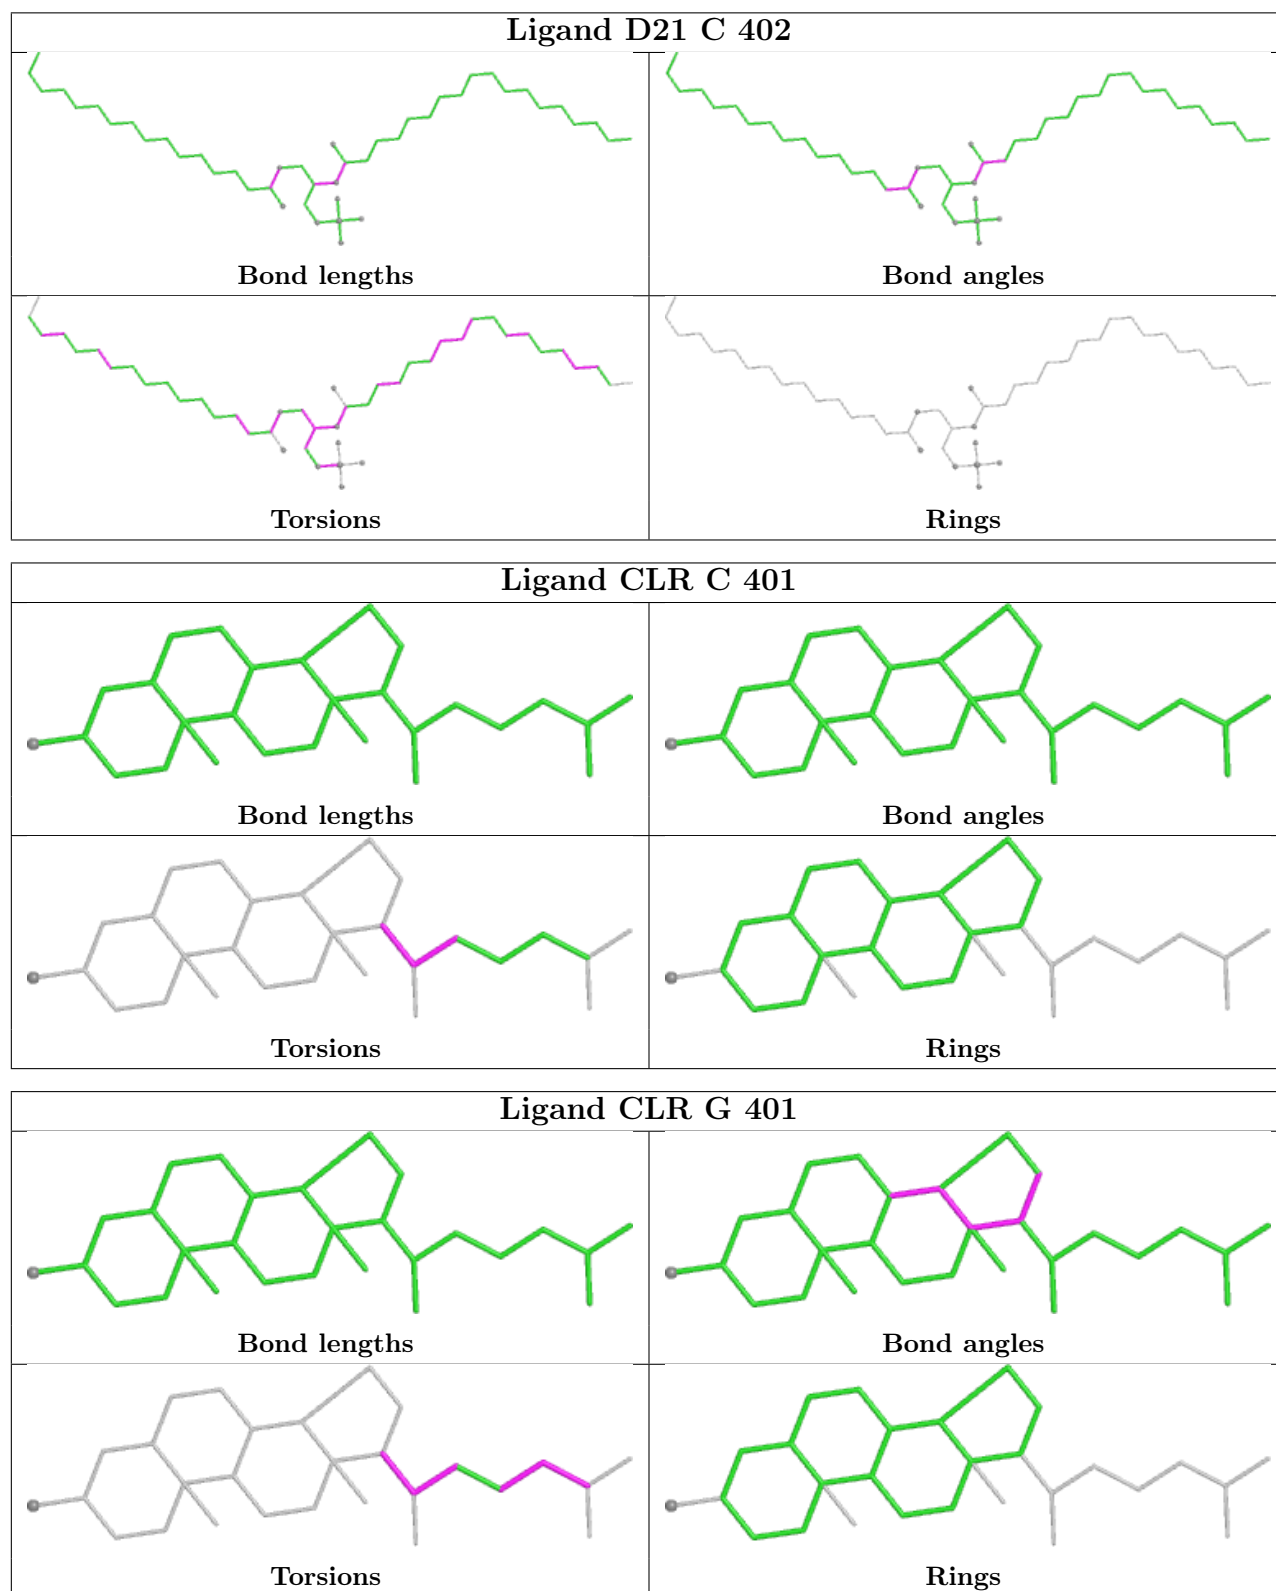 Ligand D21 C 402
Bond lengths
Bond angles
Torsions
Rings
Ligand CLR C 401
Bond lengths
Bond angles
Torsions
Rings
Ligand CLR G 401
Bond lengths
Bond angles
Torsions
Rings